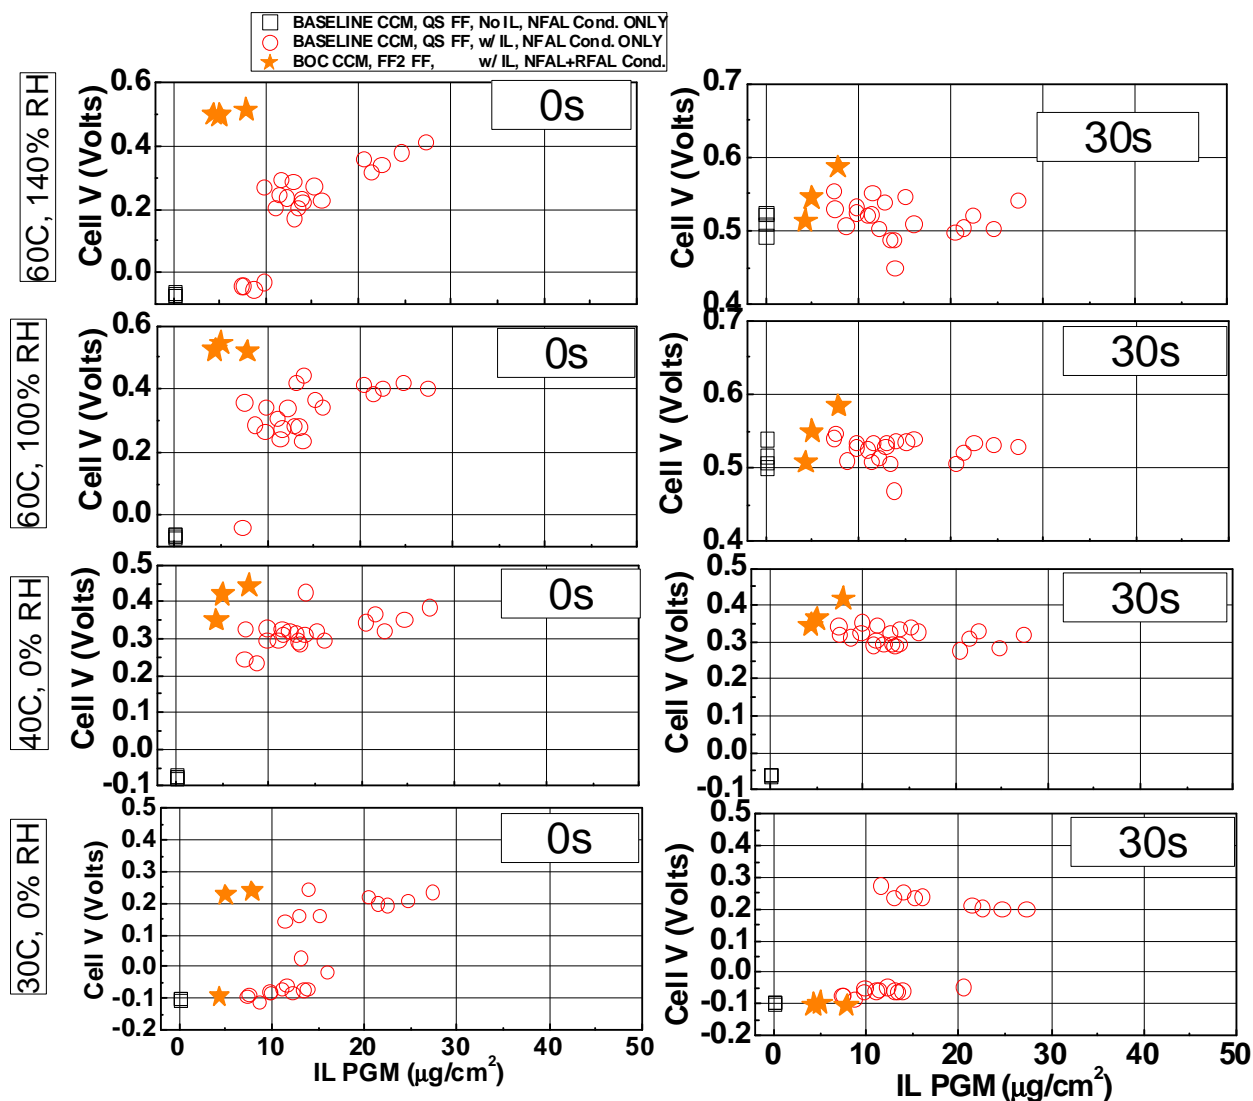 BASELINE CCM, QS FF, No IL, NFAL Cond. ONLY
BASELINE CCM, QS FF, w/ IL, NFAL Cond. ONLY
BOC CCM, FF2 FF, w/ IL, NFAL+RFAL Cond.
60C, 140% RH
Cell V (Volts)
0.6
0.4
0.2
0.0
0s
Cell V (Volts)
0.7
0.6
0.5
0.4
30s
60C, 100% RH
Cell V (Volts)
0.6
0.4
0.2
0.0
0s
Cell V (Volts)
0.7
0.6
0.5
0.4
30s
40C, 0% RH
Cell V (Volts)
0.5
0.4
0.3
0.2
0.1
0.0
-0.1
0s
Cell V (Volts)
0.5
0.4
0.3
0.2
0.1
0.0
-0.1
30s
30C, 0% RH
Cell V (Volts)
0.5
0.4
0.3
0.2
0.1
0.0
-0.1
-0.2
0s
0 10 20 30 40 50
IL PGM (μg/cm²)
Cell V (Volts)
0.5
0.4
0.3
0.2
0.1
0.0
-0.1
-0.2
30s
0 10 20 30 40 50
IL PGM (μg/cm²)